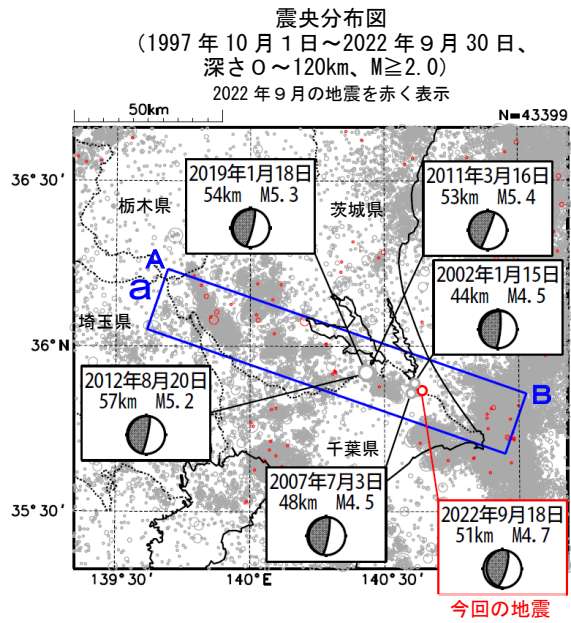 震央分布図
(1997年10月1日～2022年9月30日、
深さ0～120km、M≧2.0)
2022年9月の地震を赤く表示
50km
N=43399
36°30′
栃木県
2019年1月18日
54km M5.3
茨城県
2011年3月16日
53km M5.4
A
a
2002年1月15日
44km M4.5
埼玉県
36°N
2012年8月20日
57km M5.2
B
千葉県
2007年7月3日
48km M4.5
2022年9月18日
51km M4.7
35°30′
139°30′
140°E
140°30′
今回の地震